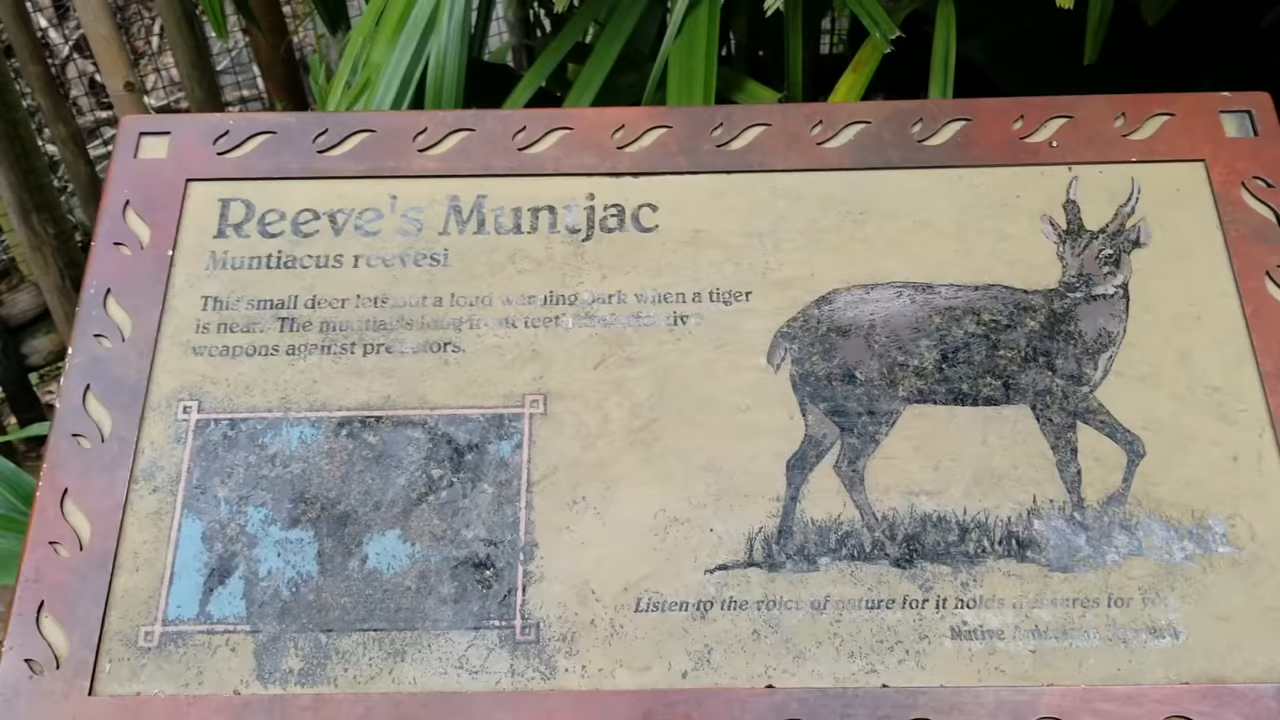 Reeve's Muntjac
Muntiacus reevesi
This small deer lets out a loud warning bark when a tiger
is near. The muntjac's long front teeth
weapons against predators.
Listen to the voice of nature for it holds treasures for you
Native